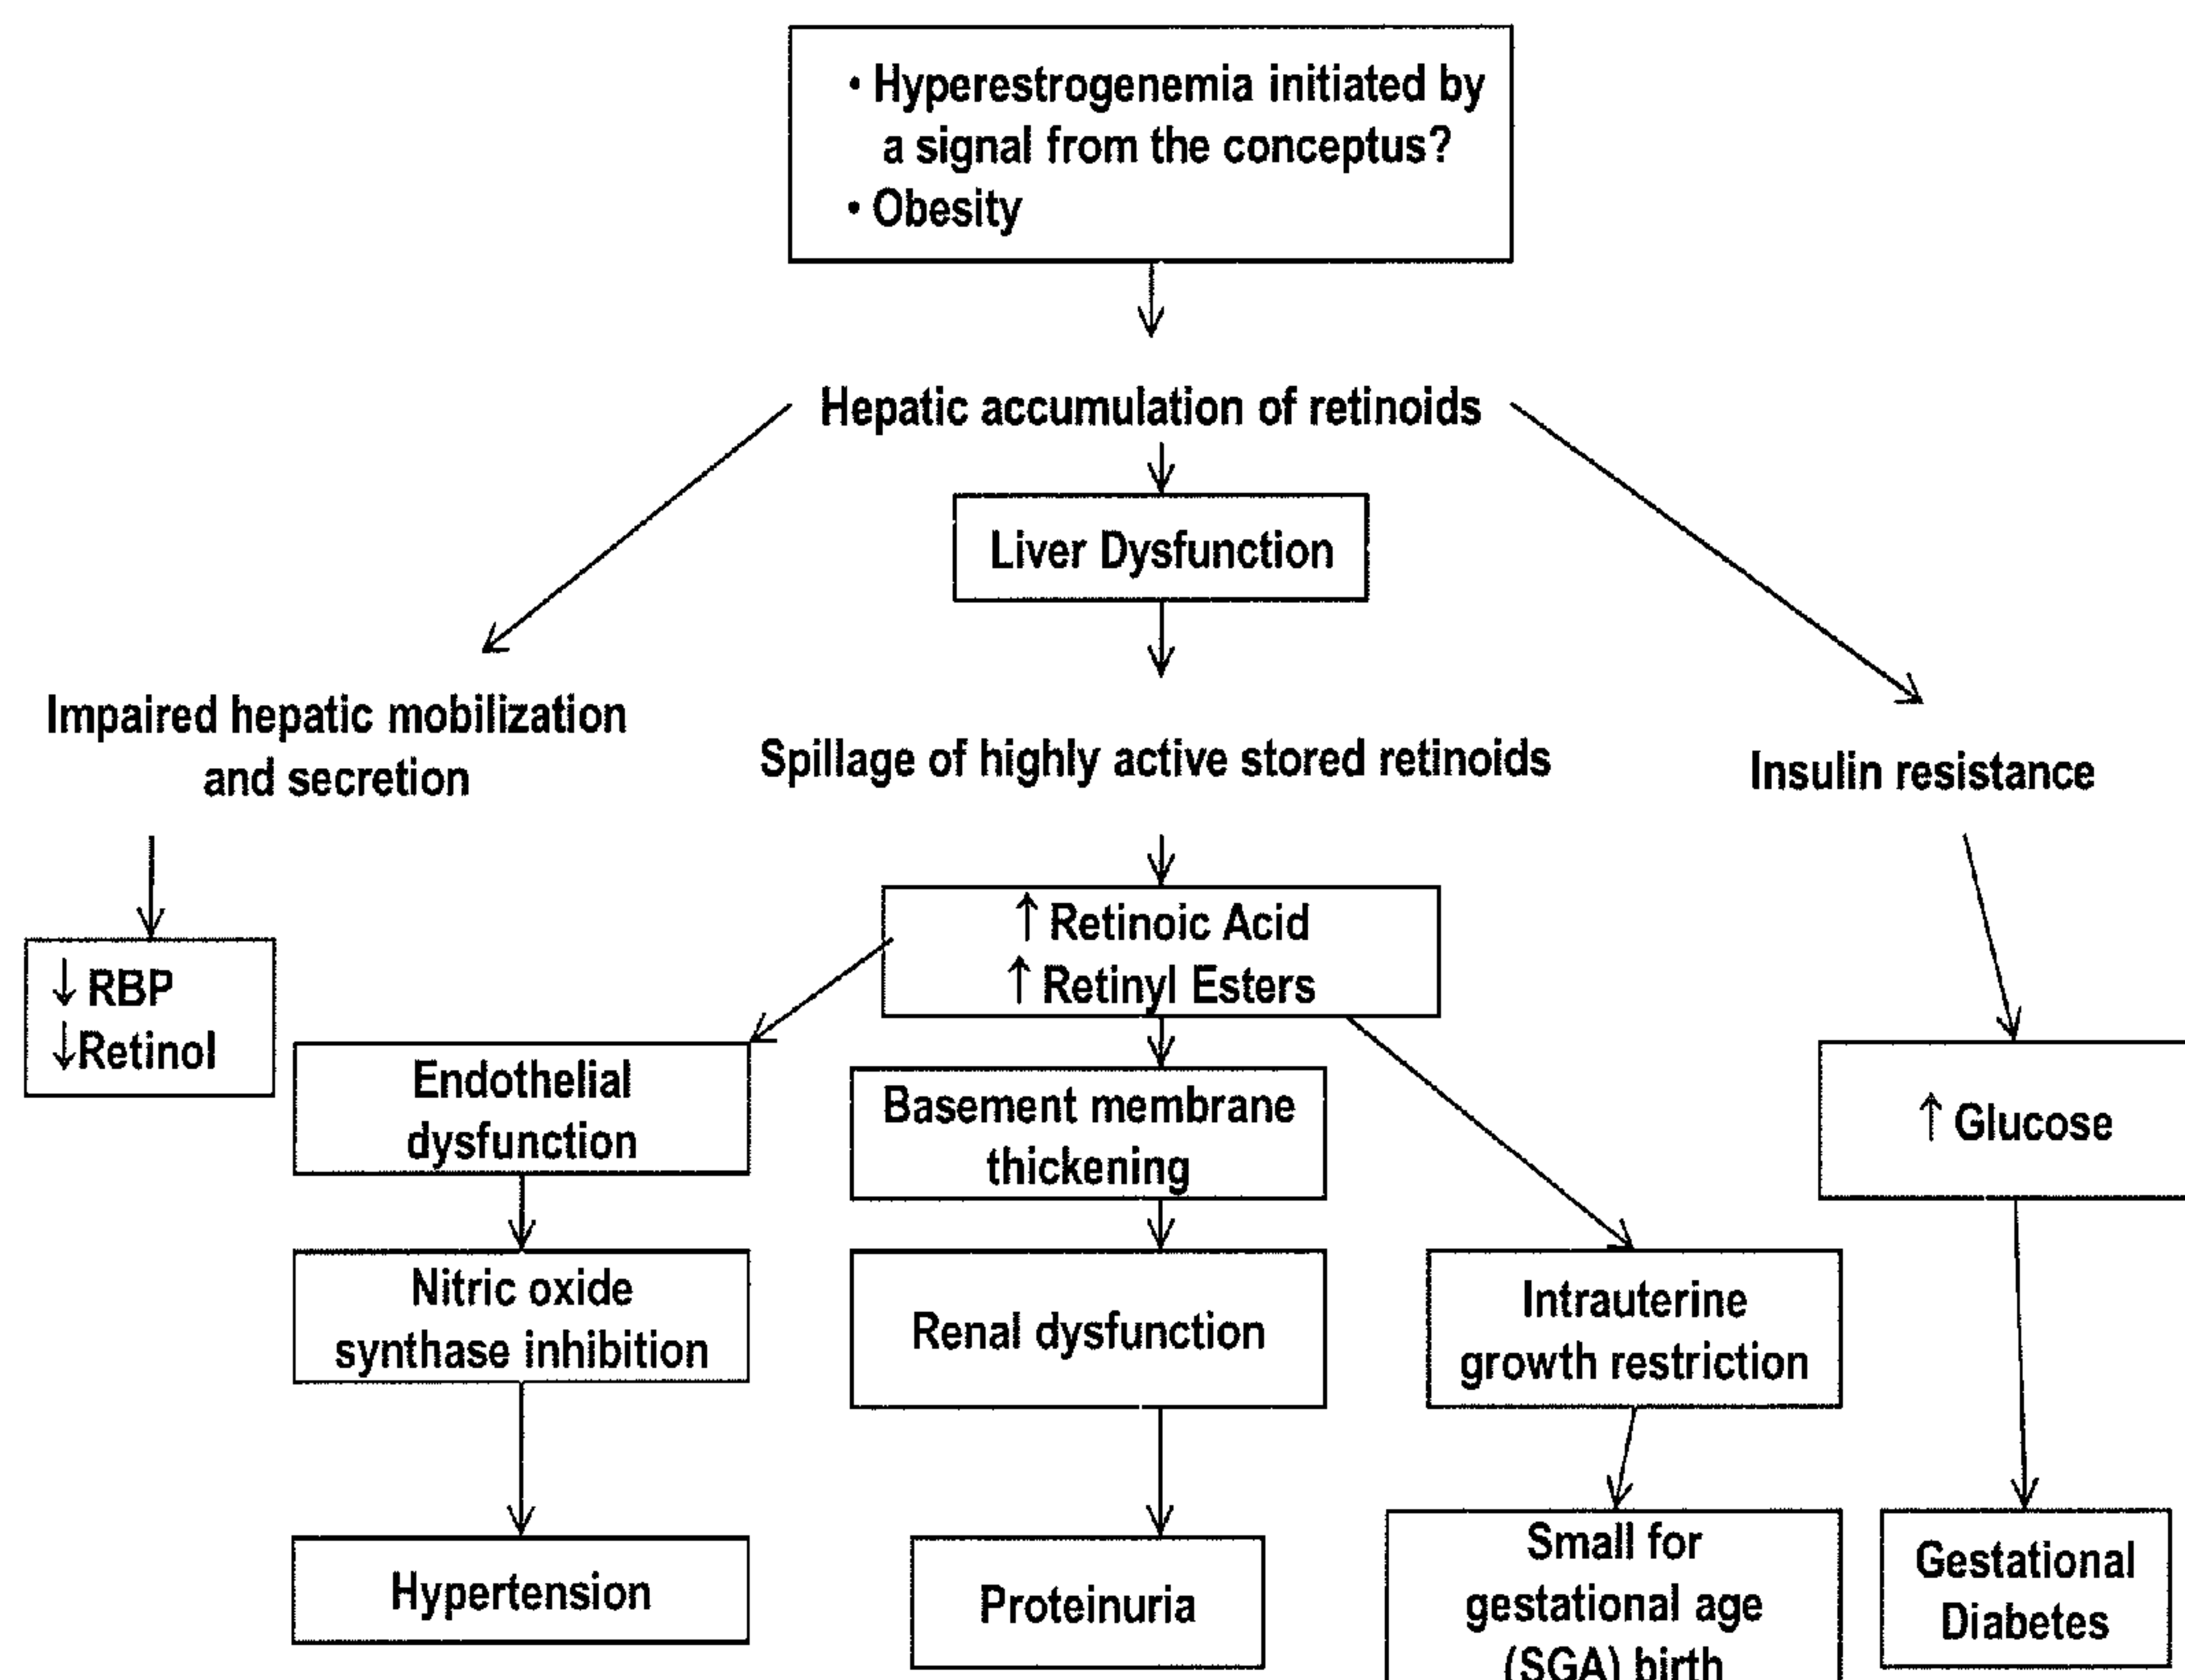 • Hyperestrogenemia initiated by
a signal from the conceptus?
• Obesity
Hepatic accumulation of retinoids
Liver Dysfunction
Impaired hepatic mobilization
and secretion
Spillage of highly active stored retinoids
Insulin resistance
↓ RBP
↓Retinol
↑ Retinoic Acid
↑ Retinyl Esters
Endothelial
dysfunction
Basement membrane
thickening
↑ Glucose
Nitric oxide
synthase inhibition
Renal dysfunction
Intrauterine
growth restriction
Hypertension
Proteinuria
Small for
gestational age
(SGA) birth
Gestational
Diabetes